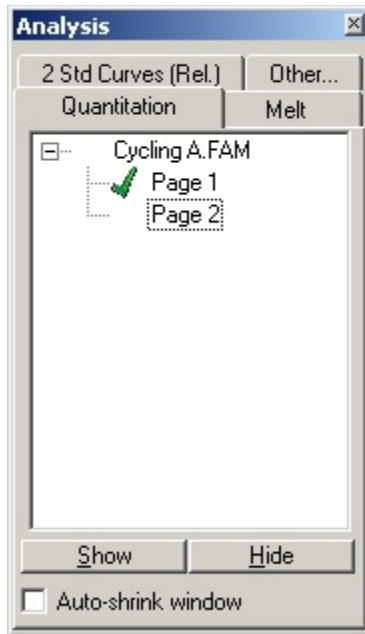 Analysis
2 Std Curves (Rel.) Other...
Quantitation Melt
Cycling A.FAM
Page 1
Page 2
Show Hide
Auto-shrink window